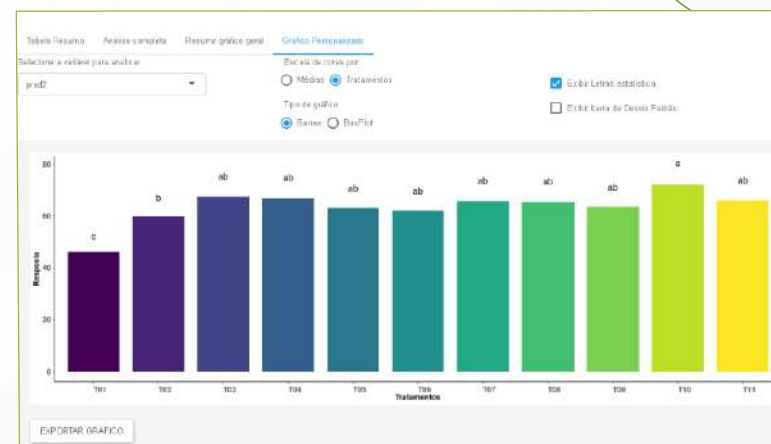 Tabela Resumo Análise completa Resumo gráfico geral Gráfico Personalizado
Selecione a variável para analisar
prod2
Escala de cores por:
Médias Tratamentos
Tipo de gráfico
Barras BoxPlot
Exibir Letras estatística
Exibir barra de Desvio Padrão
80
60
40
20
0
Resposta
c b ab ab ab ab ab ab ab a ab
T01 T02 T03 T04 T05 T06 T07 T08 T09 T10 T11
Tratamentos
EXPORTAR GRÁFICO